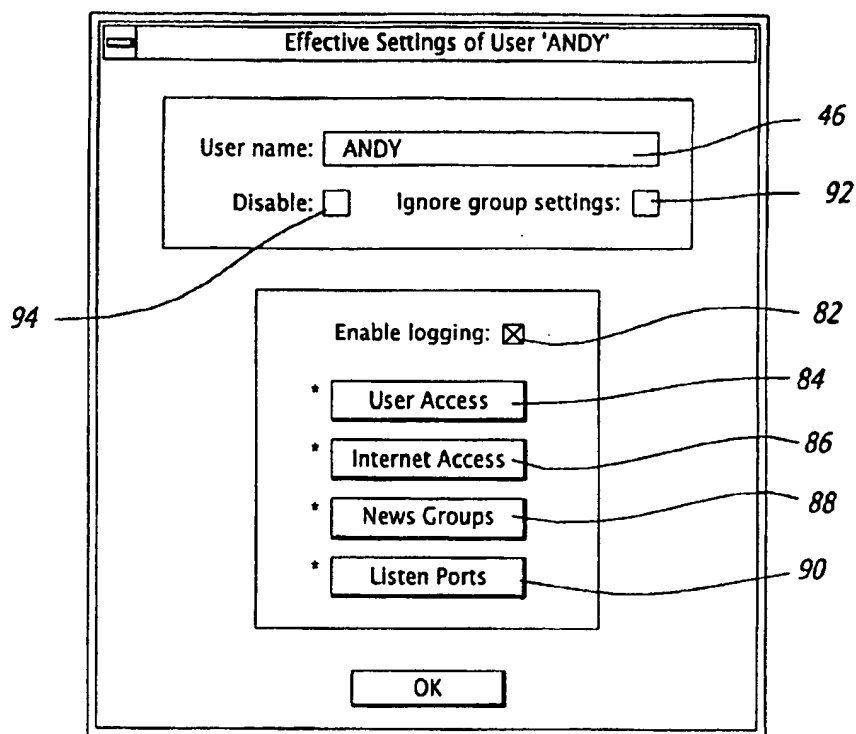 Effective Settings of User 'ANDY'
User name: ANDY
46
Disable:
Ignore group settings:
92
94
Enable logging:
82
* User Access
84
* Internet Access
86
* News Groups
88
* Listen Ports
90
OK